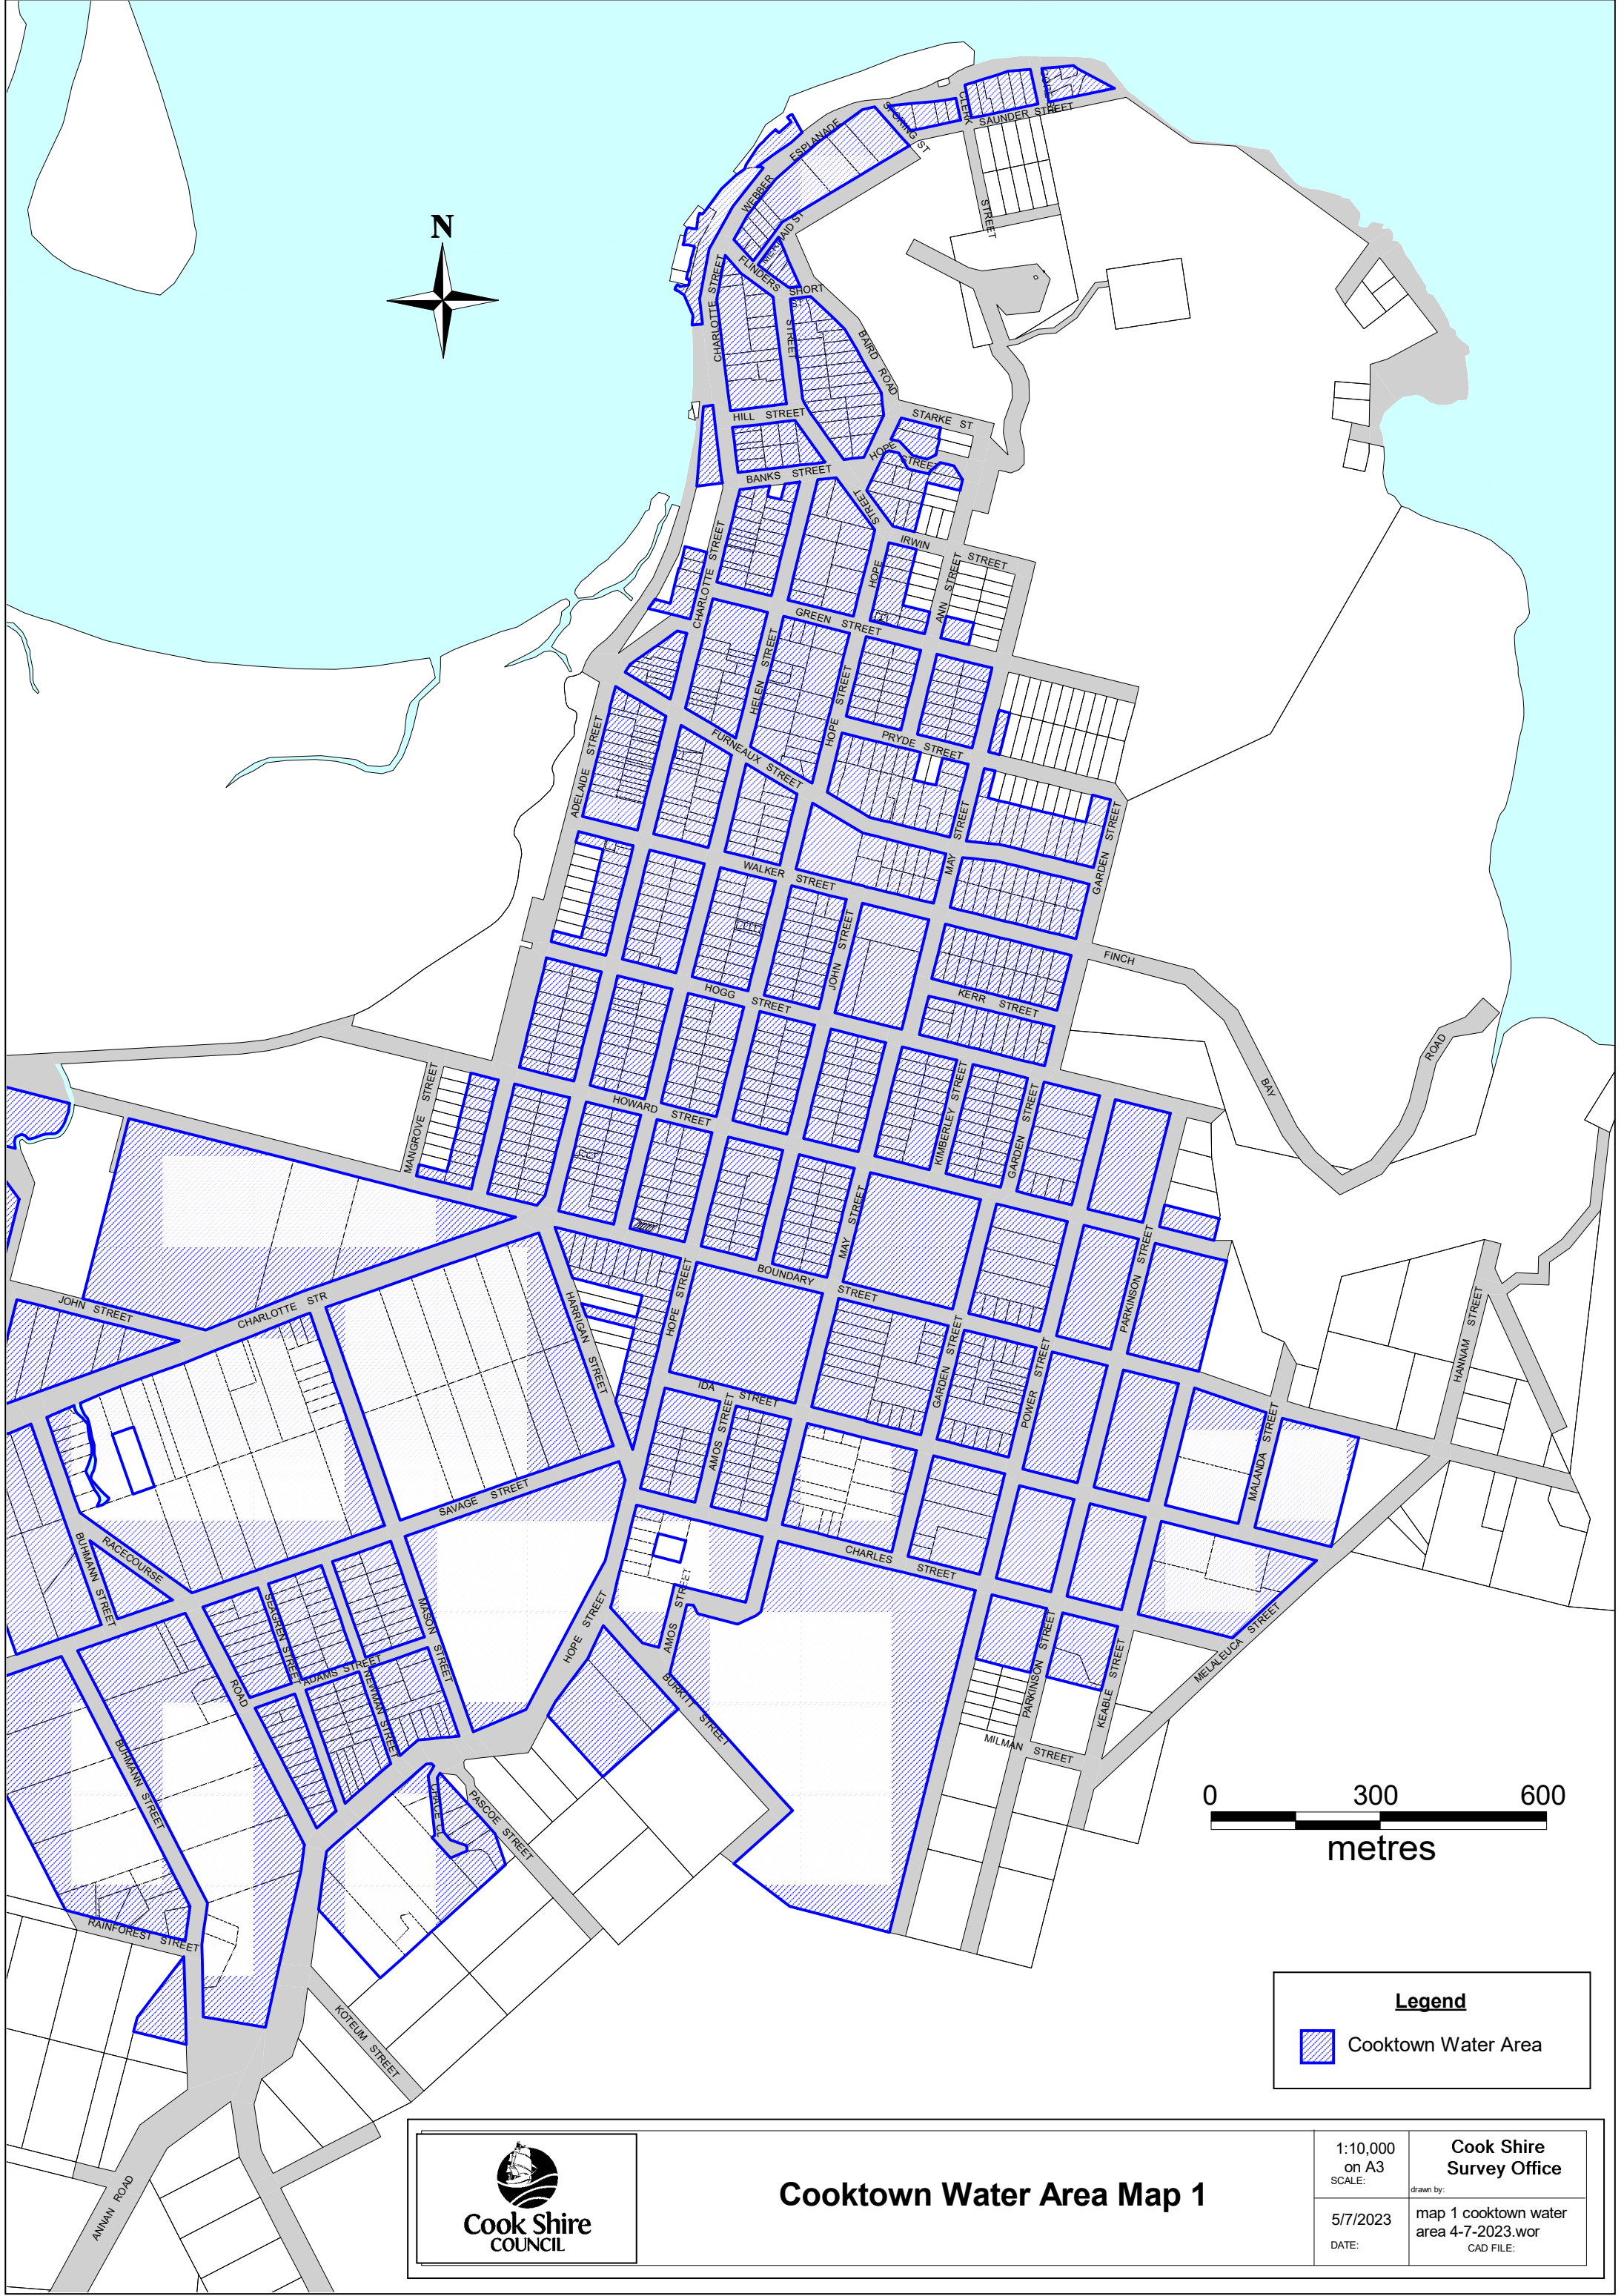 CLERK
CORAL
SAUNDER STREET
SPORING ST
ESPLANADE
WEBBER
STREET
MERMAID ST
N
FLINDERS
SHORT
ST
CHARLOTTE STREET
STREET
BAIRD ROAD
HILL STREET
STARKE ST
HOPE
STREET
BANKS STREET
STREET
IRWIN STREET
CHARLOTTE STREET
HOPE
ANN STREET
GREEN STREET
HELEN STREET
HOPE STREET
FURNEAUX STREET
PRYDE STREET
ADELAIDE STREET
MAY STREET
GARDEN STREET
WALKER STREET
JOHN STREET
FINCH
HOGG STREET
KERR STREET
ROAD
BAY
MANGROVE STREET
HOWARD STREET
KIMBERLEY STREET
GARDEN STREET
MAY STREET
PARKINSON STREET
BOUNDARY STREET
JOHN STREET
CHARLOTTE STR
HARRIGAN STREET
HOPE STREET
HANNAM STREET
IDA STREET
GARDEN STREET
POWER STREET
AMOS STREET
MALANDA STREET
SAVAGE STREET
BUHMANN STREET
RACECOURSE
CHARLES STREET
SEAGREN STREET
MASON STREET
HOPE STREET
AMOS STREET
ADAMS STREET
NEWMAN STREET
ROAD
BURKITT STREET
PARKINSON STREET
KEABLE STREET
MELALEUCA STREET
BUHMANN STREET
MILMAN STREET
GRACE CL
PASCOE STREET
0 300 600
metres
RAINFOREST STREET
KOTEUM STREET
Legend
Cooktown Water Area
ANNAN ROAD
Cook Shire
COUNCIL
Cooktown Water Area Map 1
1:10,000
on A3
SCALE:
Cook Shire
Survey Office
drawn by:
5/7/2023
DATE:
map 1 cooktown water
area 4-7-2023.wor
CAD FILE: